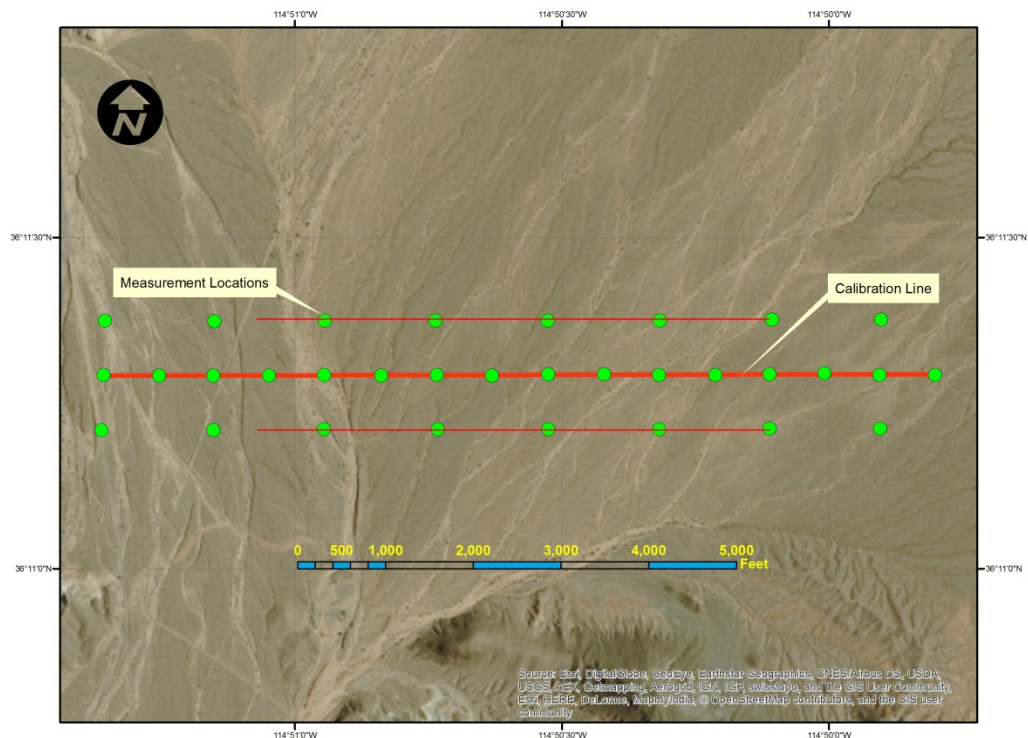 114°51'0"W
114°50'30"W
114°50'0"W
N
36°11'30"N
36°11'30"N
Measurement Locations
Calibration Line
0
500
1,000
2,000
3,000
4,000
5,000
Feet
36°11'0"N
36°11'0"N
Source: Esri, DigitalGlobe, GeoEye, Earthstar Geographics, CNES/Airbus DS, USDA,
USGS, AEX, Getmapping, Aerogrid, IGN, IGP, swisstopo, and the GIS User Community,
Esri, HERE, DeLorme, MapmyIndia, © OpenStreetMap contributors, and the GIS user
community
114°51'0"W
114°50'30"W
114°50'0"W